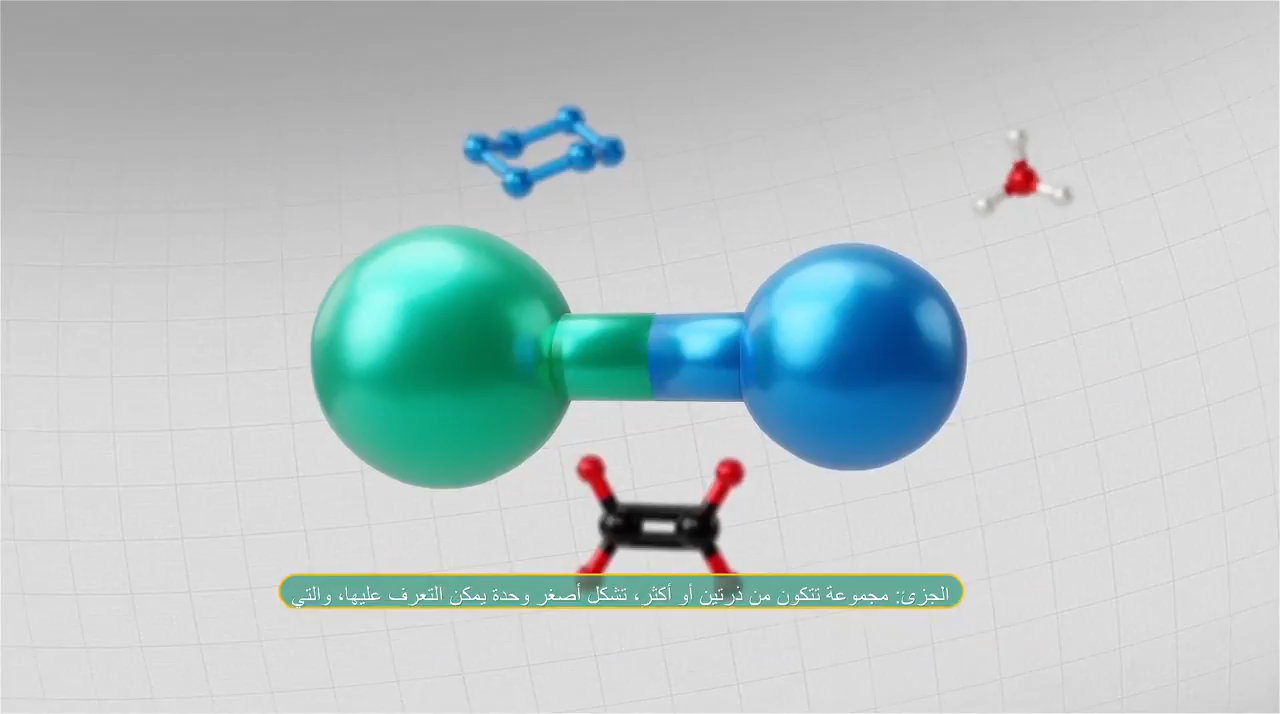 الجزئ: مجموعة تتكون من ذرتين أو أكثر، تشكل أصغر وحدة يمكن التعرف عليها، والتي